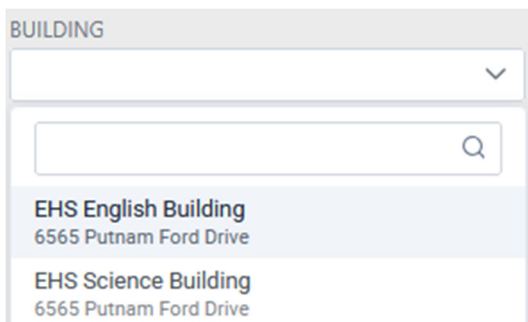 BUILDING
EHS English Building
6565 Putnam Ford Drive
EHS Science Building
6565 Putnam Ford Drive